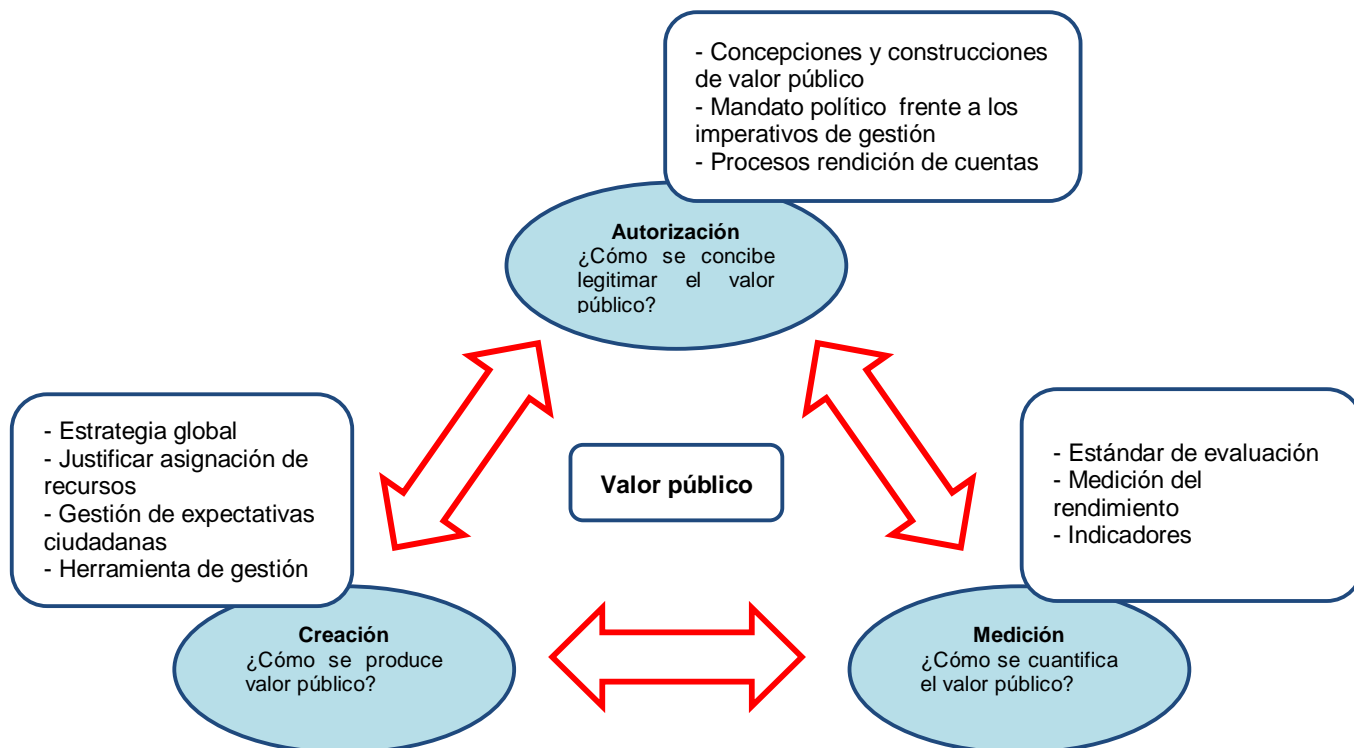 - Concepciones y construcciones
de valor público
- Mandato político frente a los
imperativos de gestión
- Procesos rendición de cuentas
Autorización
¿Cómo se concibe
legitimar el valor
público?
- Estrategia global
- Justificar asignación de
recursos
- Gestión de expectativas
ciudadanas
- Herramienta de gestión
Valor público
- Estándar de evaluación
- Medición del
rendimiento
- Indicadores
Creación
¿Cómo se produce
valor público?
Medición
¿Cómo se cuantifica
el valor público?